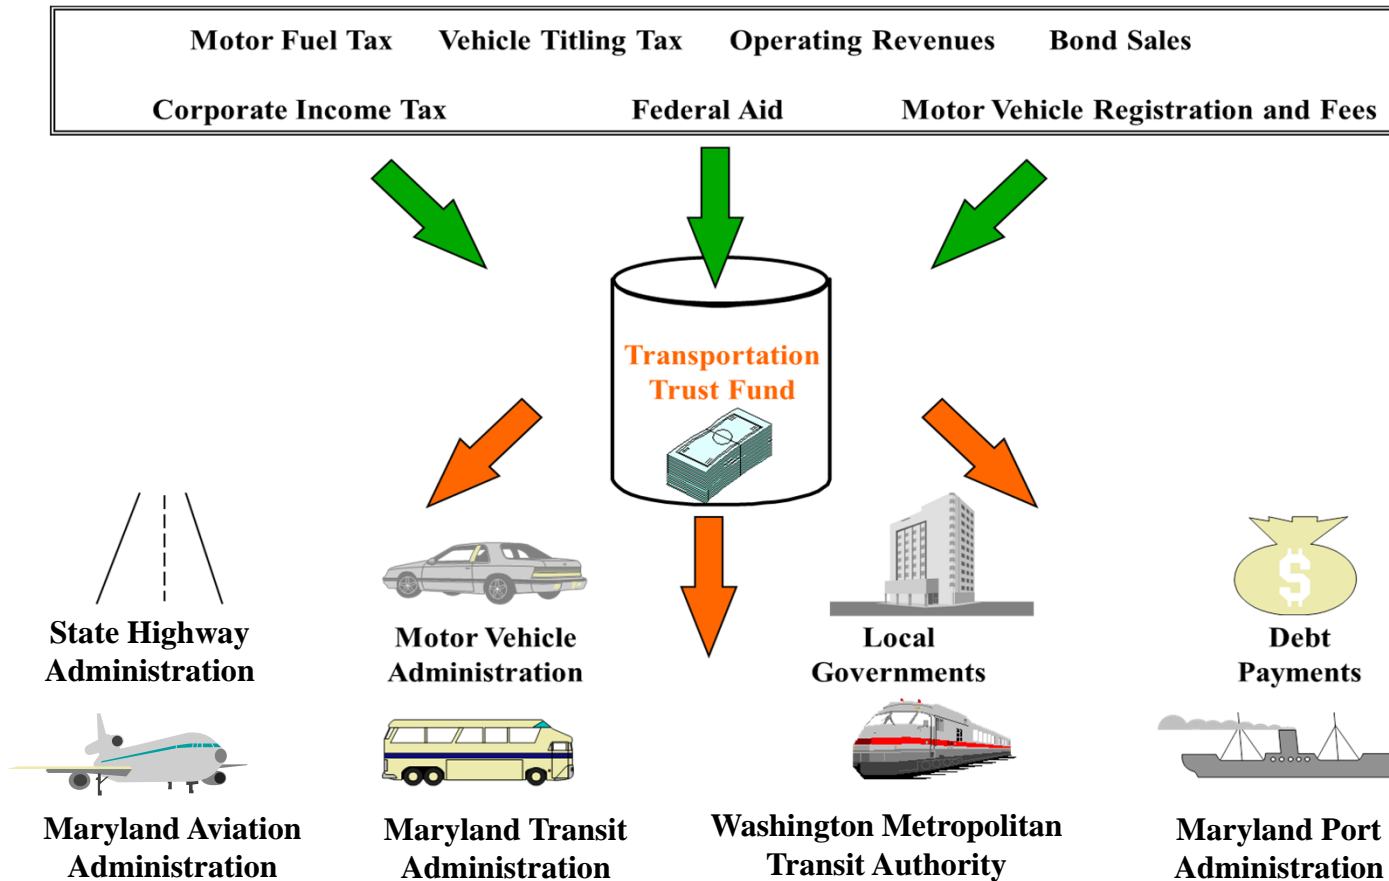 Motor Fuel Tax Vehicle Titling Tax Operating Revenues Bond Sales
Corporate Income Tax Federal Aid Motor Vehicle Registration and Fees
Transportation
Trust Fund
State Highway
Administration
Motor Vehicle
Administration
Local
Governments
$
Debt
Payments
Maryland Aviation
Administration
Maryland Transit
Administration
Washington Metropolitan
Transit Authority
Maryland Port
Administration